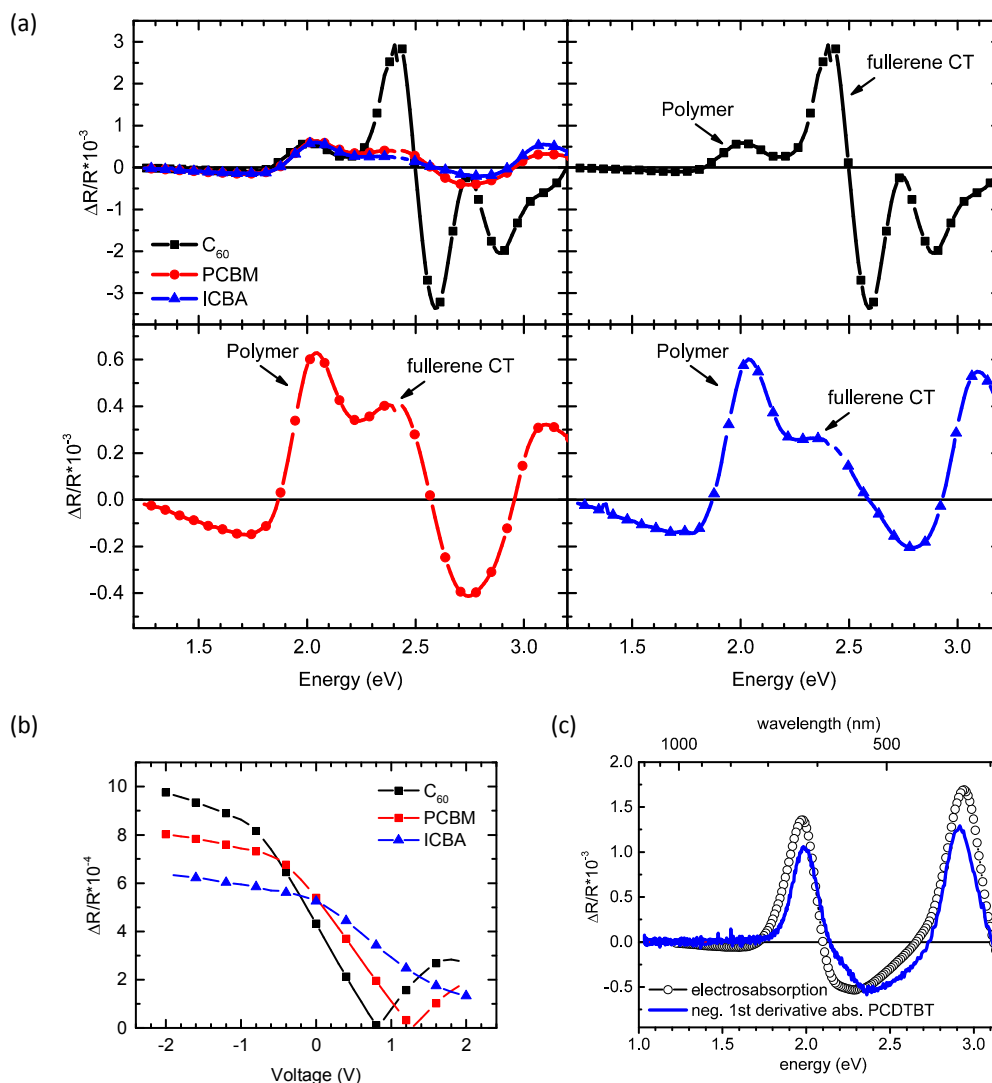 (a)
3
2
1
0
-1
-2
-3
ΔR/R*10⁻³
C₆₀
PCBM
ICBA
Polymer
fullerene CT
0.6
0.4
0.2
0.0
-0.2
-0.4
ΔR/R*10⁻³
Polymer
fullerene CT
Polymer
fullerene CT
1.5 2.0 2.5 3.0
1.5 2.0 2.5 3.0
Energy (eV)
Energy (eV)
(b)
10
8
6
4
2
0
ΔR/R*10⁻⁴
C₆₀
PCBM
ICBA
-2 -1 0 1 2
Voltage (V)
(c)
wavelength (nm)
1000 500
2.0
1.5
1.0
0.5
0.0
-0.5
ΔR/R*10⁻³
electrosabsorption
neg. 1st derivative abs. PCDTBT
1.0 1.5 2.0 2.5 3.0
energy (eV)